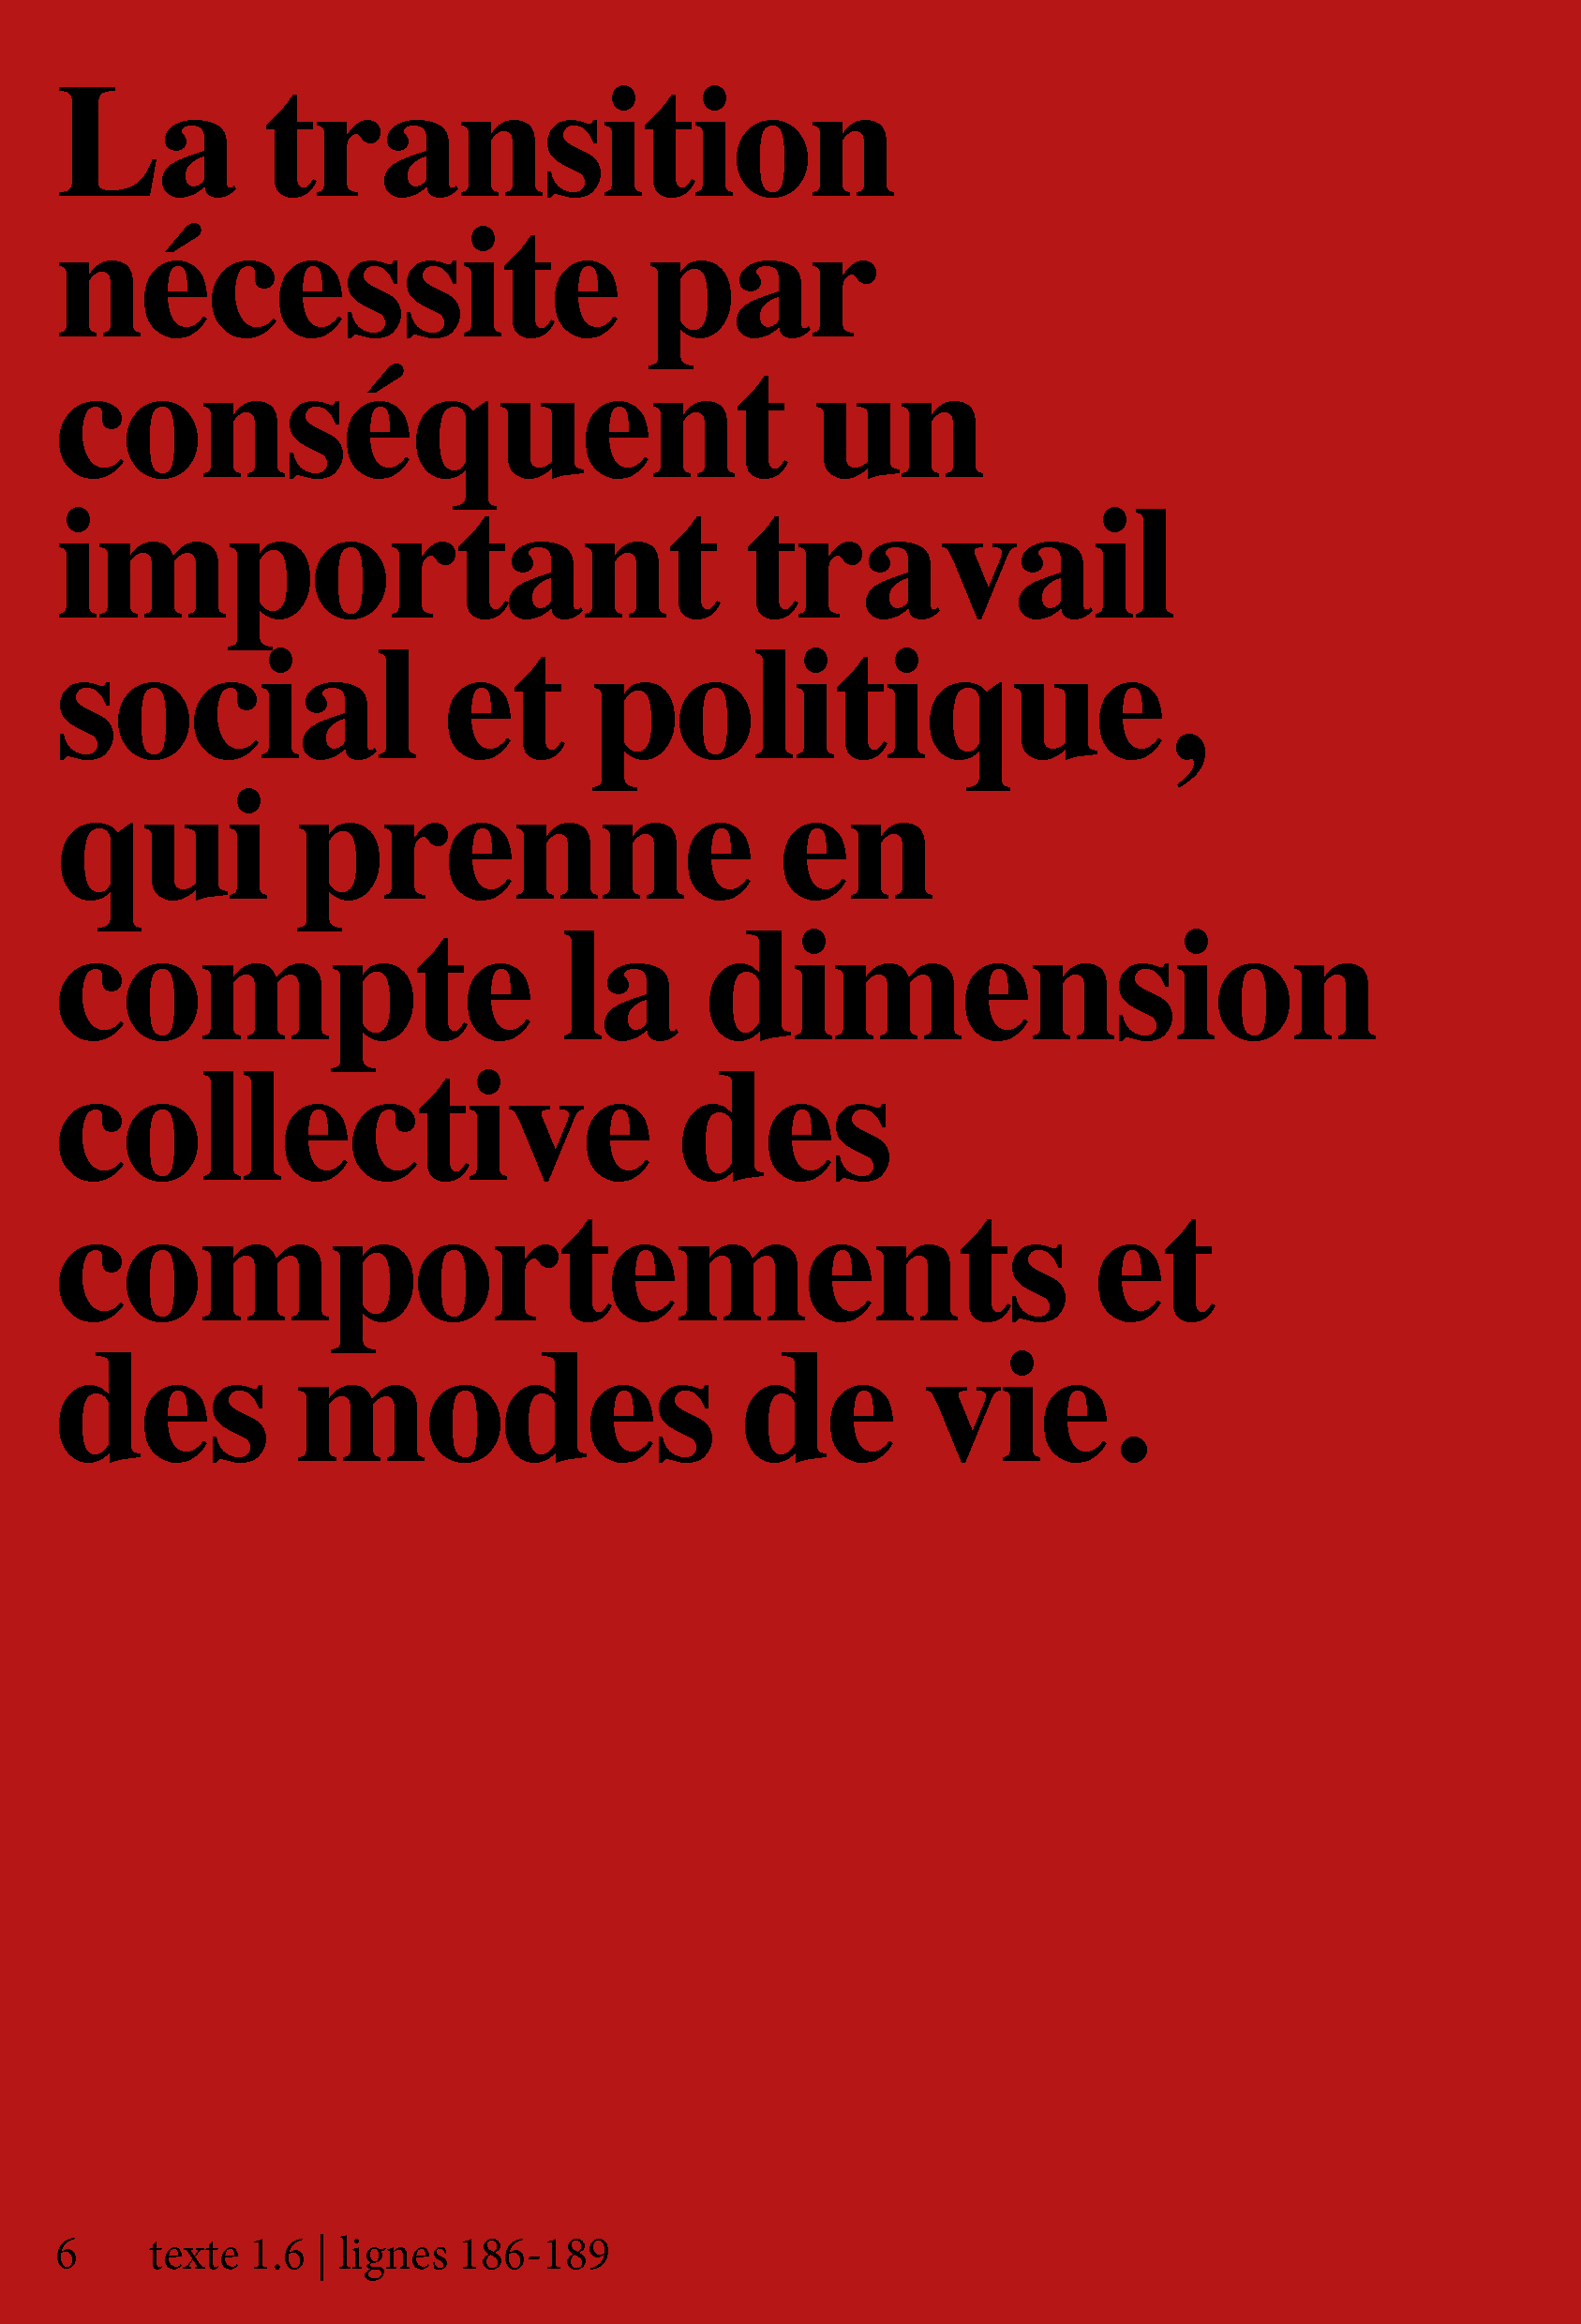 La transition
nécessite par
conséquent un
important travail
social et politique,
qui prenne en
compte la dimension
collective des
comportements et
des modes de vie.
6 texte 1.6 | lignes 186-189